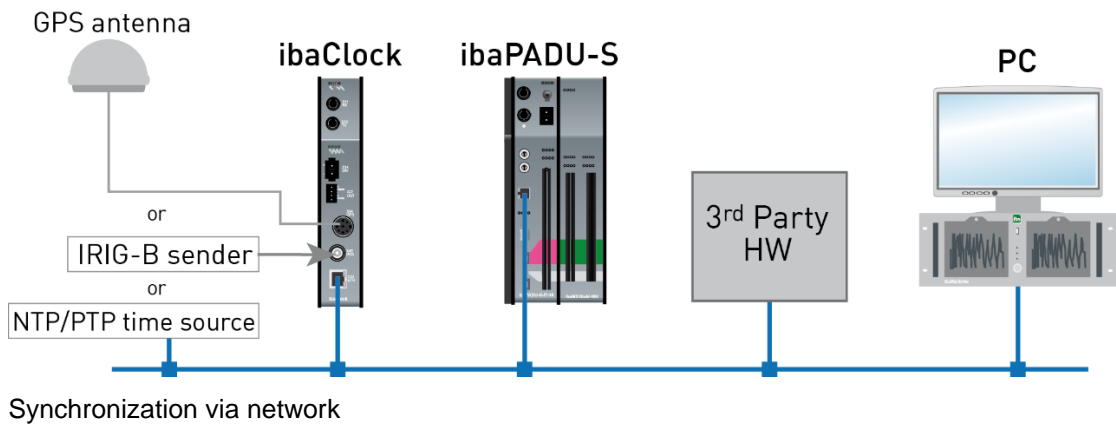 GPS antenna
ibaClock
ibaPADU-S
PC
or
IRIG-B sender
or
NTP/PTP time source
3rd Party
HW
Synchronization via network